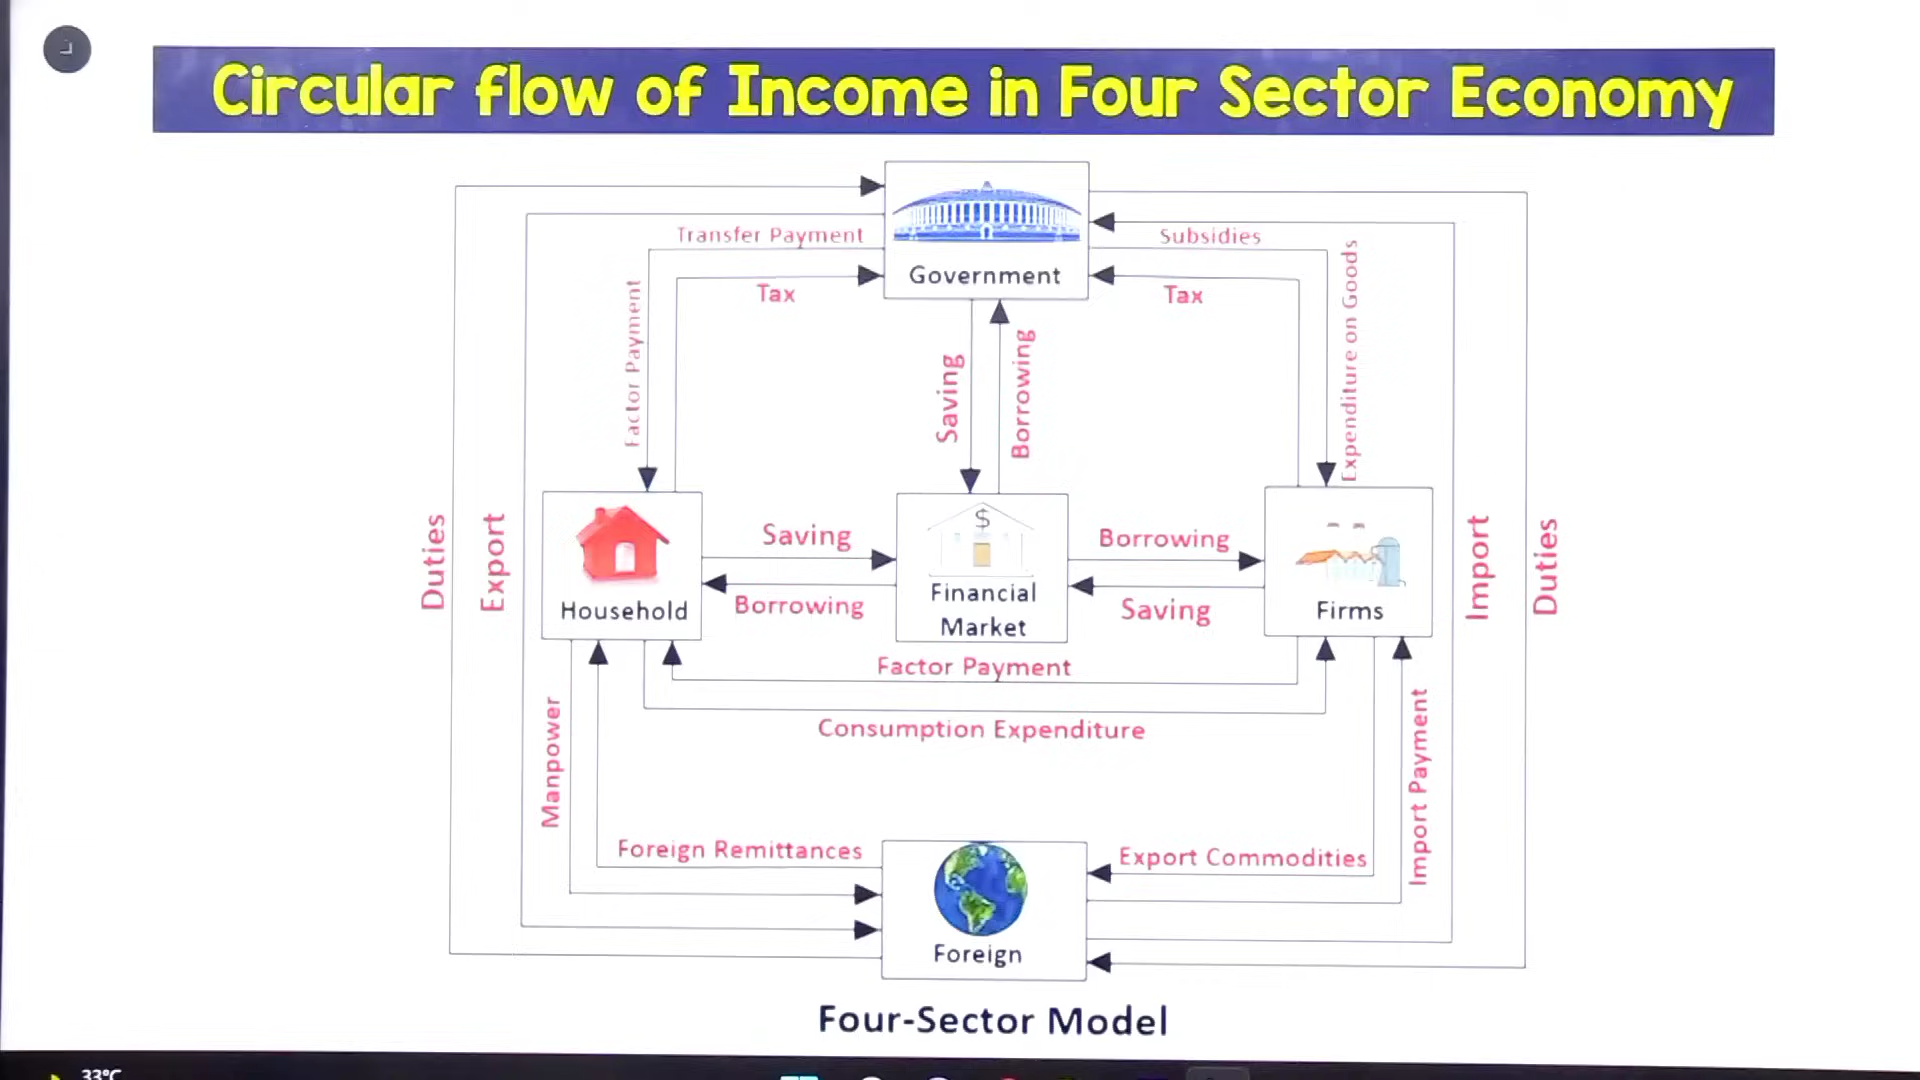 Circular flow of Income in Four Sector Economy
Transfer Payment
Subsidies
Government
Tax
Tax
Factor Payment
Saving
Borrowing
Expenditure on Goods
Duties
Export
Household
Saving
Borrowing
$
Financial
Market
Borrowing
Saving
Firms
Import
Duties
Factor Payment
Consumption Expenditure
Manpower
Import Payment
Foreign Remittances
Export Commodities
Foreign
Four-Sector Model
33°C